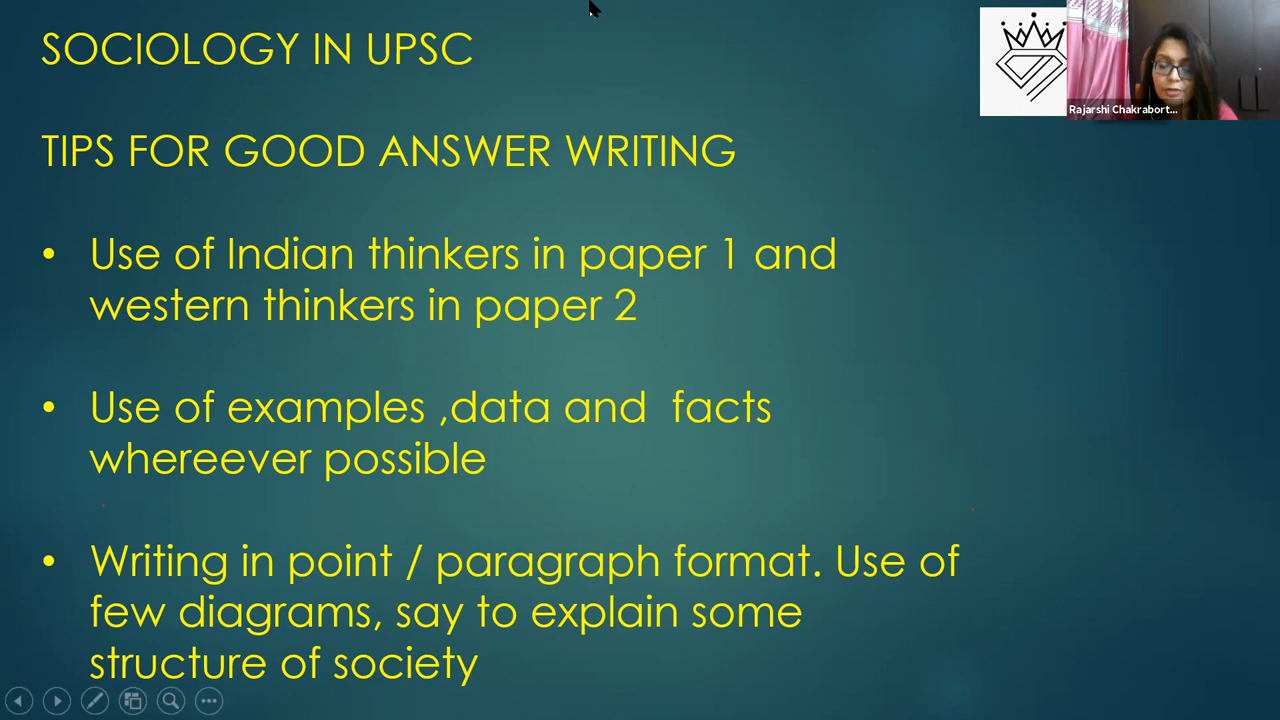 SOCIOLOGY IN UPSC
TIPS FOR GOOD ANSWER WRITING
• Use of Indian thinkers in paper 1 and
western thinkers in paper 2
• Use of examples ,data and  facts
whereever possible
• Writing in point / paragraph format. Use of
few diagrams, say to explain some
structure of society
Rajarshi Chakrabort...